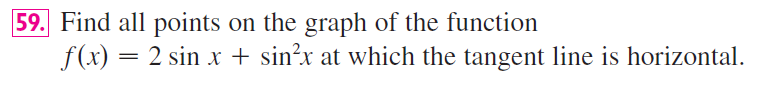 59. Find all points on the graph of the function
f(x) = 2 sin x + sin²x at which the tangent line is horizontal.